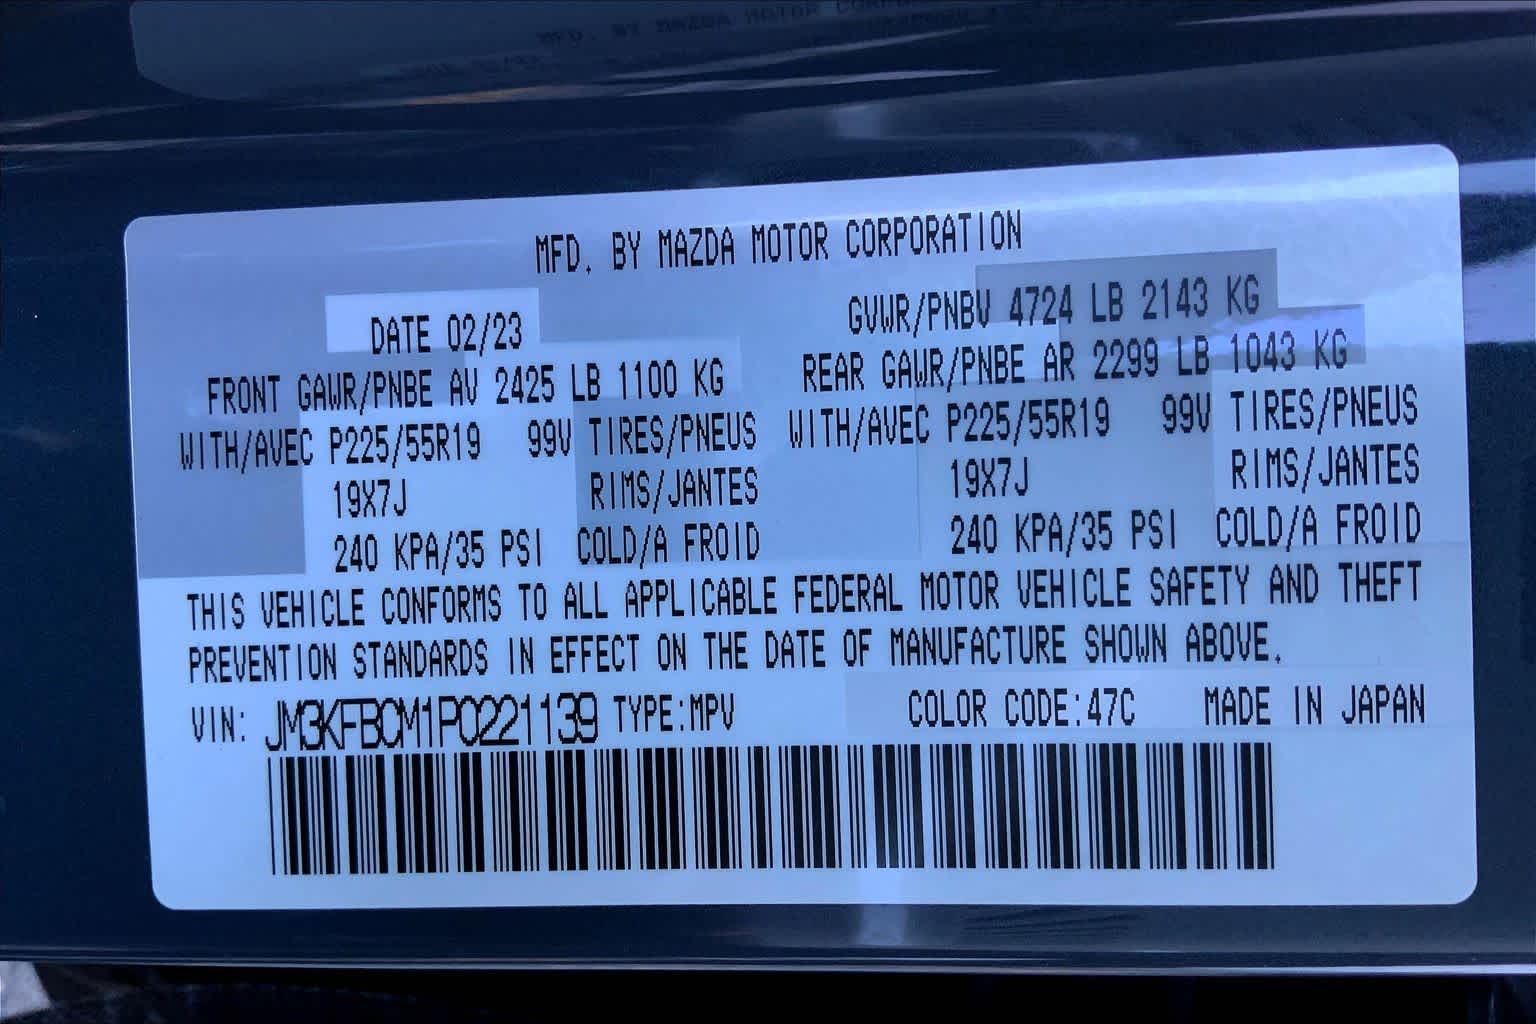 MFD. BY MAZDA MOTOR CORPORATION
DATE 02/23 GVWR/PNBV 4724 LB 2143 KG
FRONT GAWR/PNBE AV 2425 LB 1100 KG REAR GAWR/PNBE AR 2299 LB 1043 KG
WITH/AVEC P225/55R19 99V TIRES/PNEUS WITH/AVEC P225/55R19 99V TIRES/PNEUS
19X7J RIMS/JANTES 19X7J RIMS/JANTES
240 KPA/35 PSI COLD/A FROID 240 KPA/35 PSI COLD/A FROID
THIS VEHICLE CONFORMS TO ALL APPLICABLE FEDERAL MOTOR VEHICLE SAFETY AND THEFT
PREVENTION STANDARDS IN EFFECT ON THE DATE OF MANUFACTURE SHOWN ABOVE.
VIN: JM3KFBCM1P0221139 TYPE:MPV COLOR CODE:47C MADE IN JAPAN